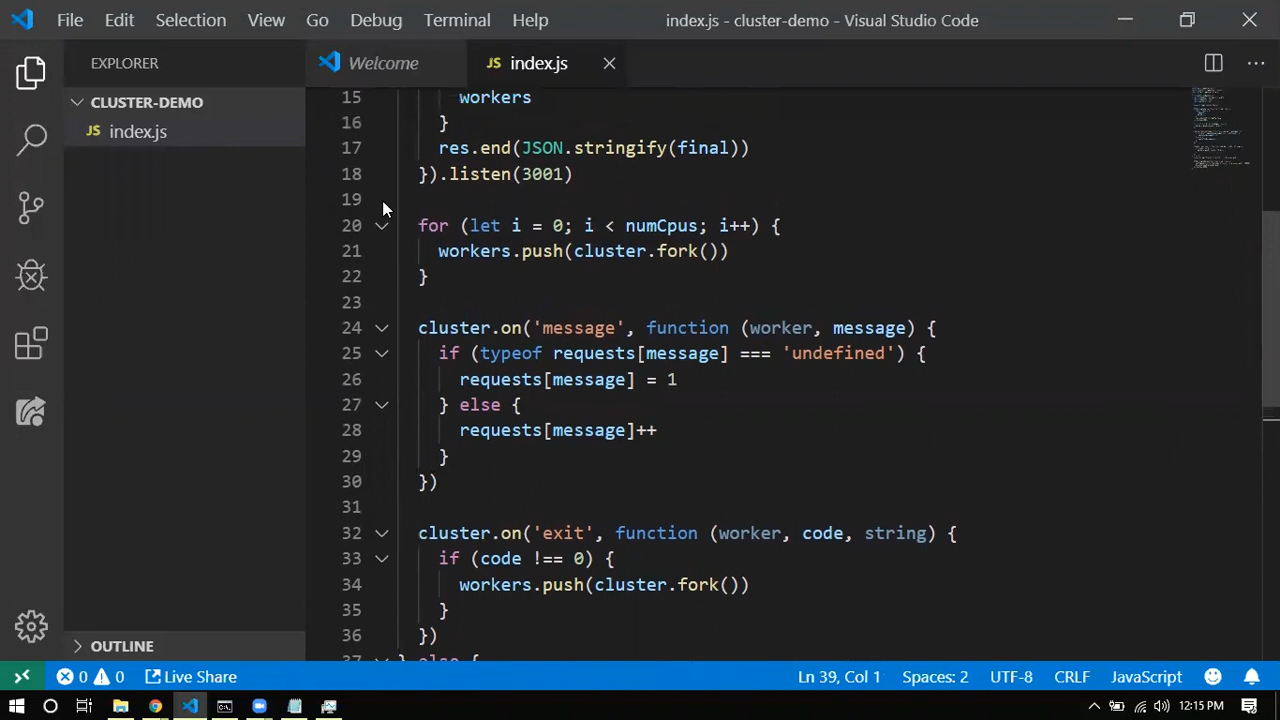 File Edit Selection View Go Debug Terminal Help index.js - cluster-demo - Visual Studio Code
EXPLORER
Welcome
JS index.js
CLUSTER-DEMO
JS index.js
15 workers
16 }
17 res.end(JSON.stringify(final))
18 }).listen(3001)
19
20 for (let i = 0; i < numCpus; i++) {
21 workers.push(cluster.fork())
22 }
23
24 cluster.on('message', function (worker, message) {
25 if (typeof requests[message] === 'undefined') {
26 requests[message] = 1
27 } else {
28 requests[message]++
29 }
30 })
31
32 cluster.on('exit', function (worker, code, string) {
33 if (code !== 0) {
34 workers.push(cluster.fork())
35 }
36 })
37 } else {
OUTLINE
0 0 Live Share Ln 39, Col 1 Spaces: 2 UTF-8 CRLF JavaScript
12:15 PM